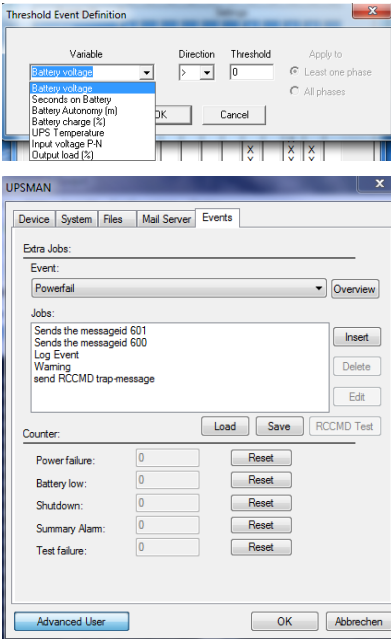 Threshold Event Definition
X
Variable Direction Threshold Apply to
Battery voltage > 0 Least one phase
All phases
Battery voltage
Seconds on Battery
Battery Autonomy (m)
Battery charge (%)
UPS Temperature
Input voltage P-N
Output load (%)
OK Cancel
X X X
UPSMAN X
Device System Files Mail Server Events
Extra Jobs:
Event:
Powerfail Overview
Jobs:
Sends the messageid 601
Sends the messageid 600
Log Event
Warning
send RCCMD trap-message
Insert
Delete
Edit
Load Save RCCMD Test
Counter:
Power failure: 0 Reset
Battery low: 0 Reset
Shutdown: 0 Reset
Summary Alarm: 0 Reset
Test failure: 0 Reset
Advanced User OK Abbrechen